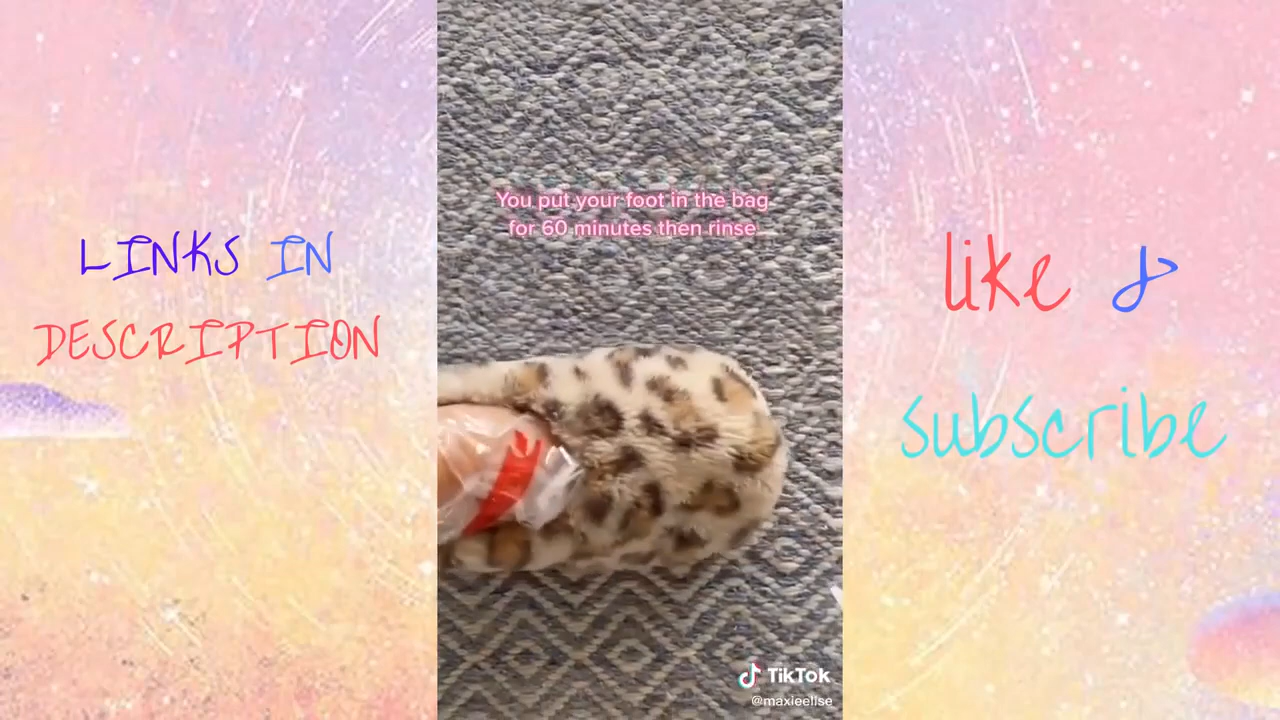 LINKS IN
DESCRIPTION
You put your foot in the bag
for 60 minutes then rinse
like &
subscribe
TikTok
@maxieelise